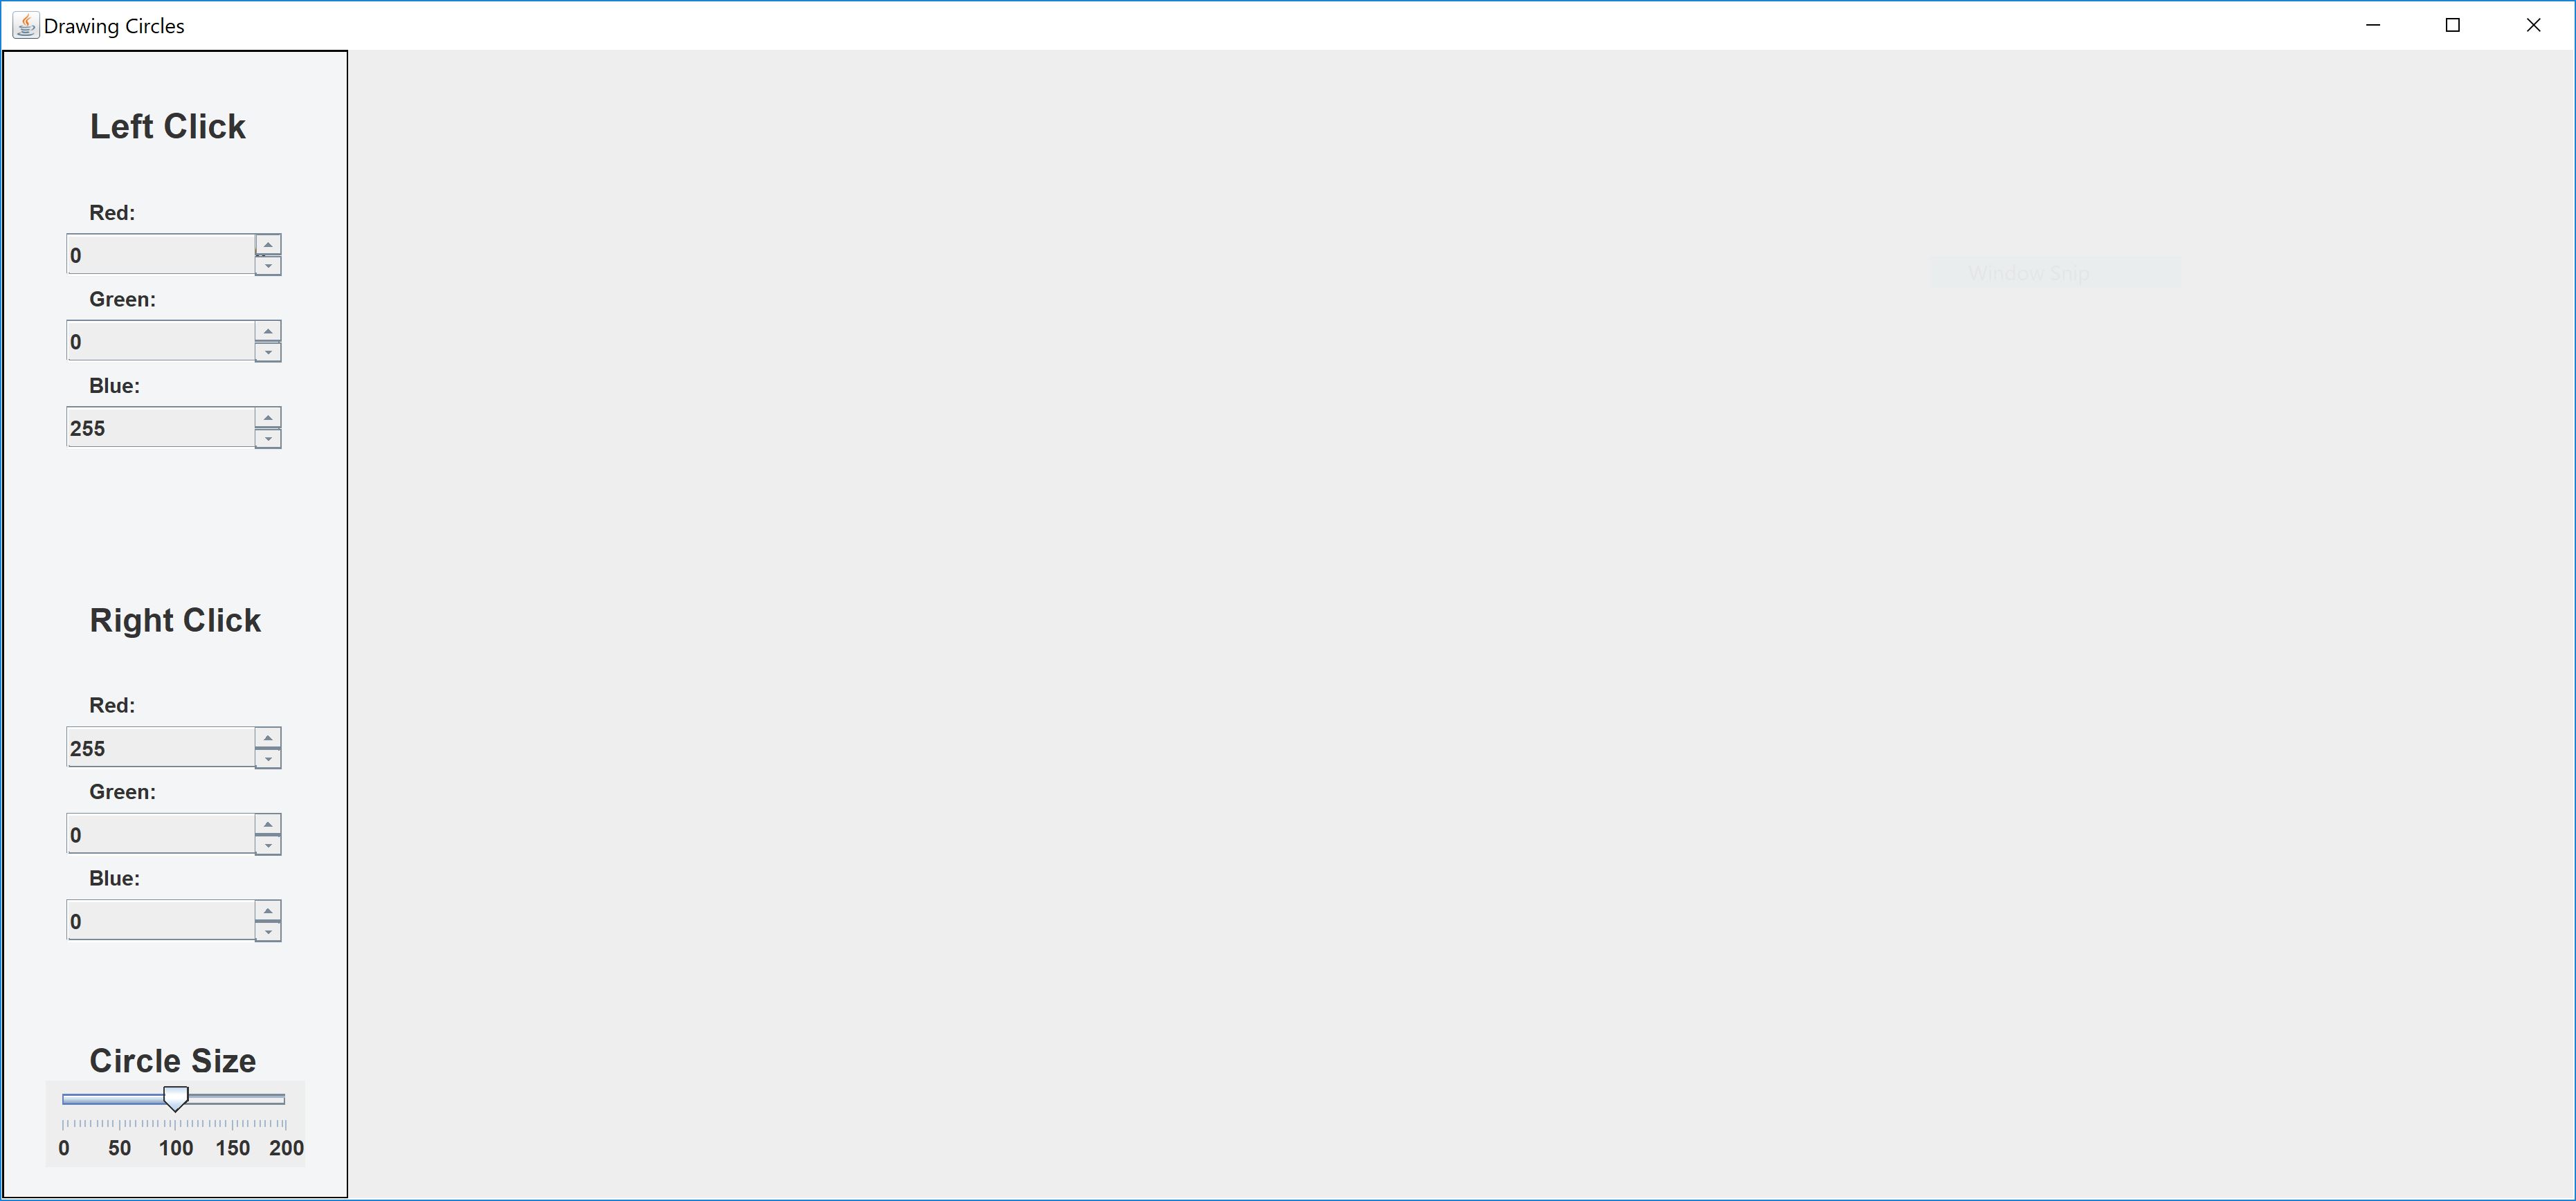 Drawing Circles
Left Click
Red:
0
Green:
0
Blue:
255
Window Snip
Right Click
Red:
255
Green:
0
Blue:
0
Circle Size
0 50 100 150 200